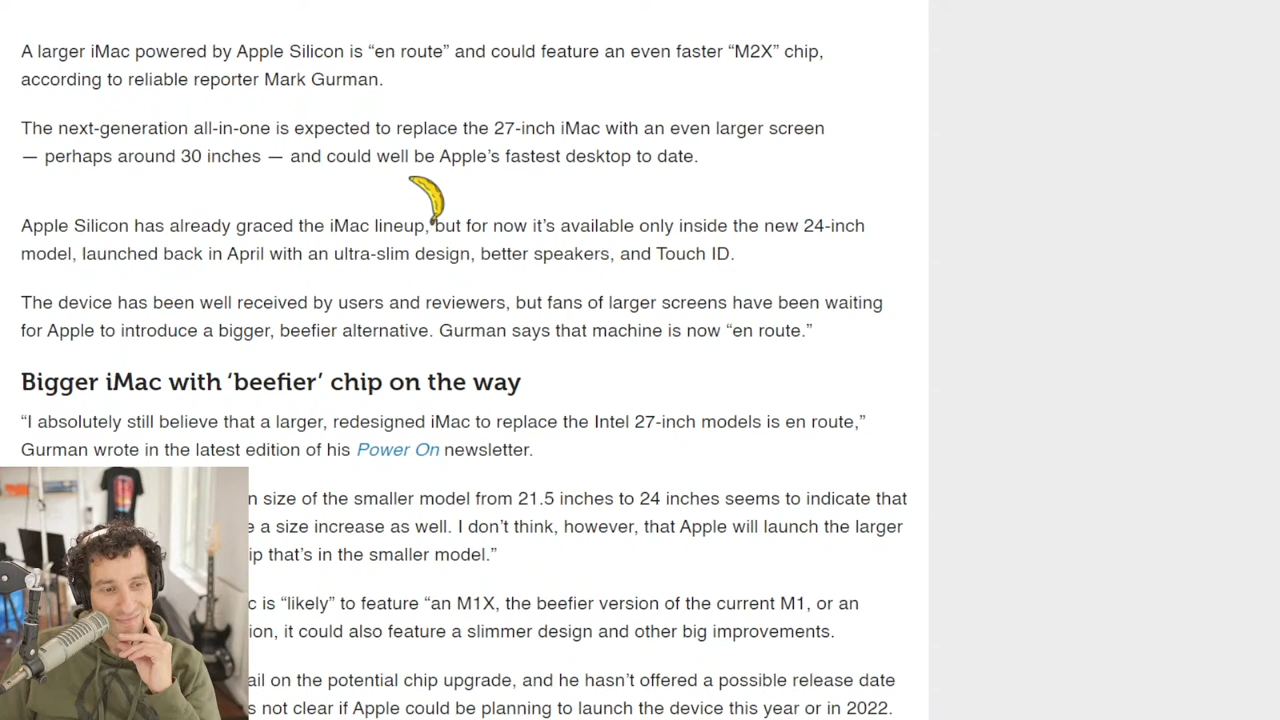 A larger iMac powered by Apple Silicon is “en route” and could feature an even faster “M2X” chip,
according to reliable reporter Mark Gurman.
The next-generation all-in-one is expected to replace the 27-inch iMac with an even larger screen
— perhaps around 30 inches — and could well be Apple’s fastest desktop to date.
Apple Silicon has already graced the iMac lineup, but for now it’s available only inside the new 24-inch
model, launched back in April with an ultra-slim design, better speakers, and Touch ID.
The device has been well received by users and reviewers, but fans of larger screens have been waiting
for Apple to introduce a bigger, beefier alternative. Gurman says that machine is now “en route.”
Bigger iMac with ‘beefier’ chip on the way
“I absolutely still believe that a larger, redesigned iMac to replace the Intel 27-inch models is en route,”
Gurman wrote in the latest edition of his Power On newsletter.
size of the smaller model from 21.5 inches to 24 inches seems to indicate that
a size increase as well. I don’t think, however, that Apple will launch the larger
that’s in the smaller model.”
is “likely” to feature “an M1X, the beefier version of the current M1, or an
it could also feature a slimmer design and other big improvements.
on the potential chip upgrade, and he hasn’t offered a possible release date
not clear if Apple could be planning to launch the device this year or in 2022.